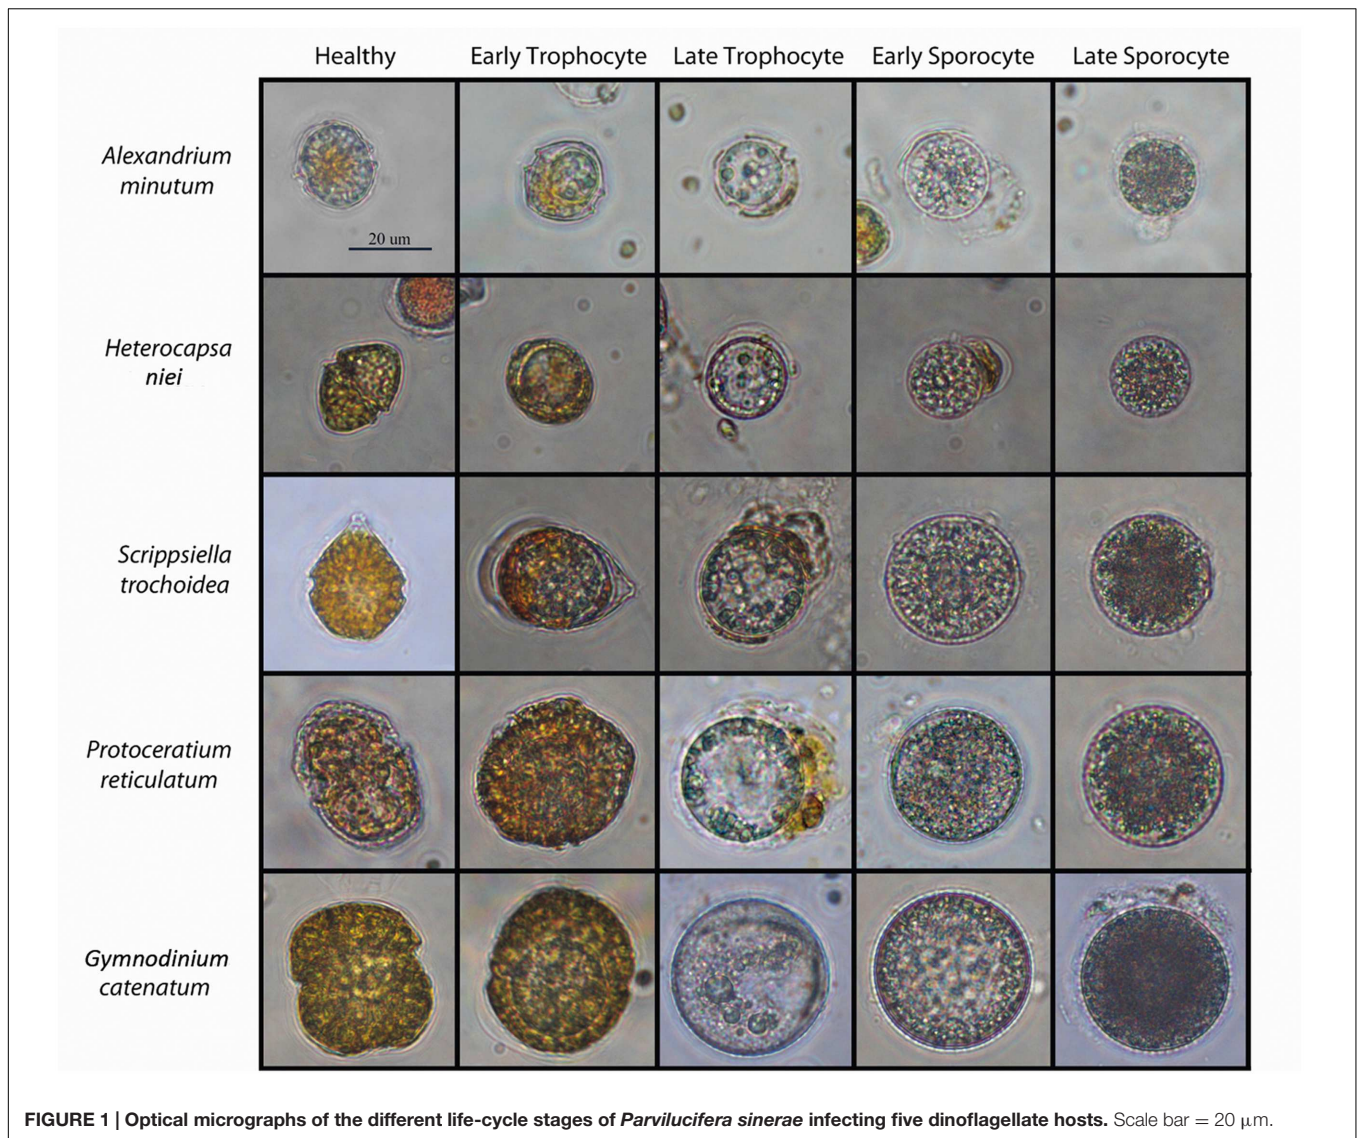 Healthy Early Trophocyte Late Trophocyte Early Sporocyte Late Sporocyte
Alexandrium
minutum
20 um
Heterocapsa
niei
Scrippsiella
trochoidea
Protoceratium
reticulatum
Gymnodinium
catenatum
FIGURE 1 | Optical micrographs of the different life-cycle stages of Parvilucifera sinerae infecting five dinoflagellate hosts. Scale bar = 20 μm.